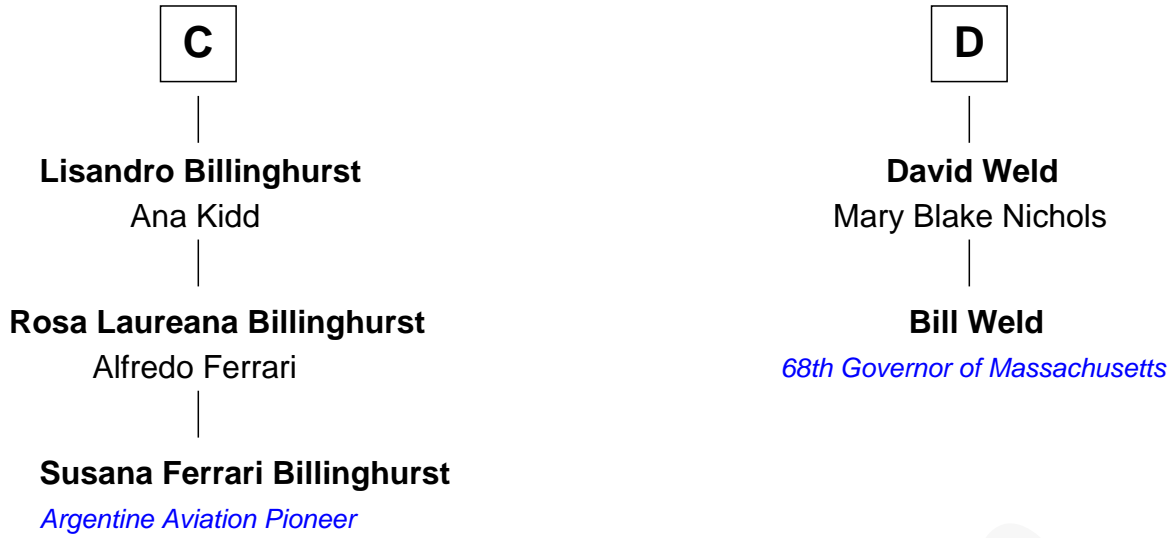 C
Lisandro Billinghurst
Ana Kidd
Rosa Laureana Billinghurst
Alfredo Ferrari
Susana Ferrari Billinghurst
Argentine Aviation Pioneer
D
David Weld
Mary Blake Nichols
Bill Weld
68th Governor of Massachusetts